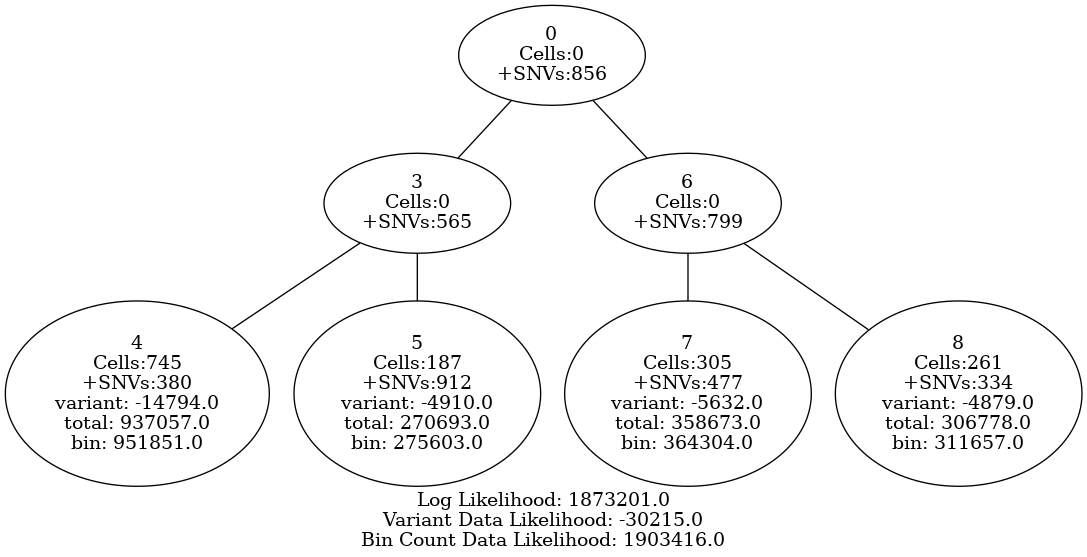 0
Cells:0
+SNVs:856
3
Cells:0
+SNVs:565
6
Cells:0
+SNVs:799
4
Cells:745
+SNVs:380
variant: -14794.0
total: 937057.0
bin: 951851.0
5
Cells:187
+SNVs:912
variant: -4910.0
total: 270693.0
bin: 275603.0
7
Cells:305
+SNVs:477
variant: -5632.0
total: 358673.0
bin: 364304.0
8
Cells:261
+SNVs:334
variant: -4879.0
total: 306778.0
bin: 311657.0
Log Likelihood: 1873201.0
Variant Data Likelihood: -30215.0
Bin Count Data Likelihood: 1903416.0